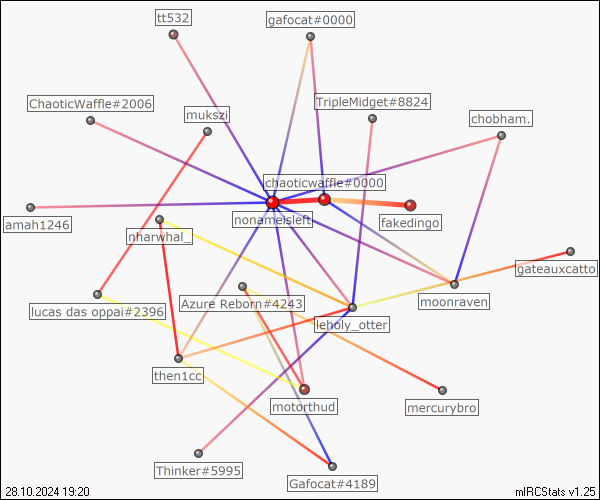 tt532
gafocat#0000
ChaoticWaffle#2006
mukszi
TripleMidget#8824
chobham.
chaoticwaffle#0000
nonameisleft
fakedingo
amah1246
nharwhal_
gateauxcatto
moonraven
Azure Reborn#4243
lucas das oppai#2396
leholy_otter
then1cc
motorthud
mercurybro
Thinker#5995
Gafocat#4189
28.10.2024 19:20
mIRCStats v1.25